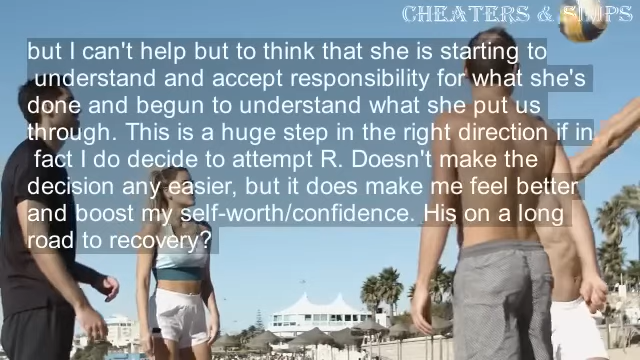 CHEATERS & SIMPS
but I can't help but to think that she is starting to
understand and accept responsibility for what she's
done and begun to understand what she put us
through. This is a huge step in the right direction if in
fact I do decide to attempt R. Doesn't make the
decision any easier, but it does make me feel better
and boost my self-worth/confidence. His on a long
road to recovery?